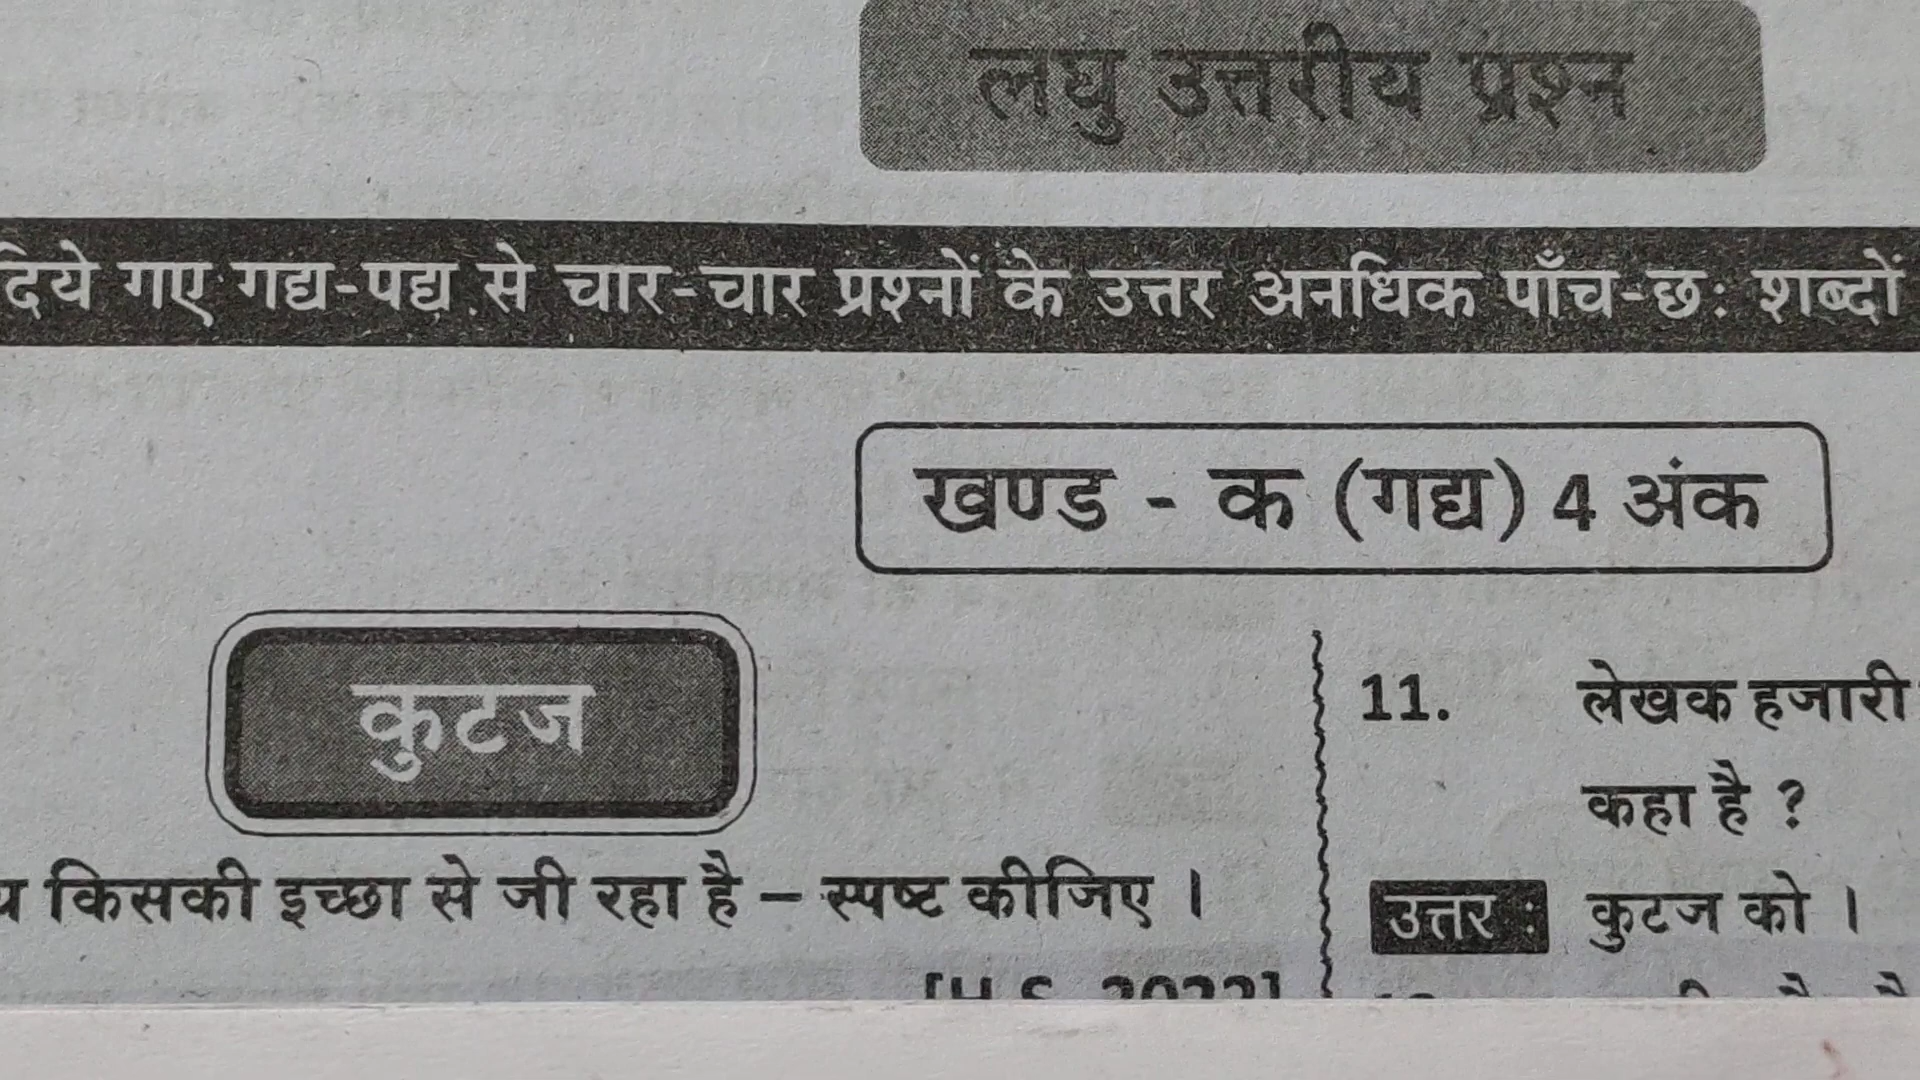 लघु उत्तरीय प्रश्न
दिये गए गद्य-पद्य से चार-चार प्रश्नों के उत्तर अनधिक पाँच-छः शब्दों
खण्ड - क (गद्य) 4 अंक
कुटज
किसकी इच्छा से जी रहा है – स्पष्ट कीजिए ।
[H.S. 2022]
11. लेखक हजारी
कहा है ?
उत्तर : कुटज को ।